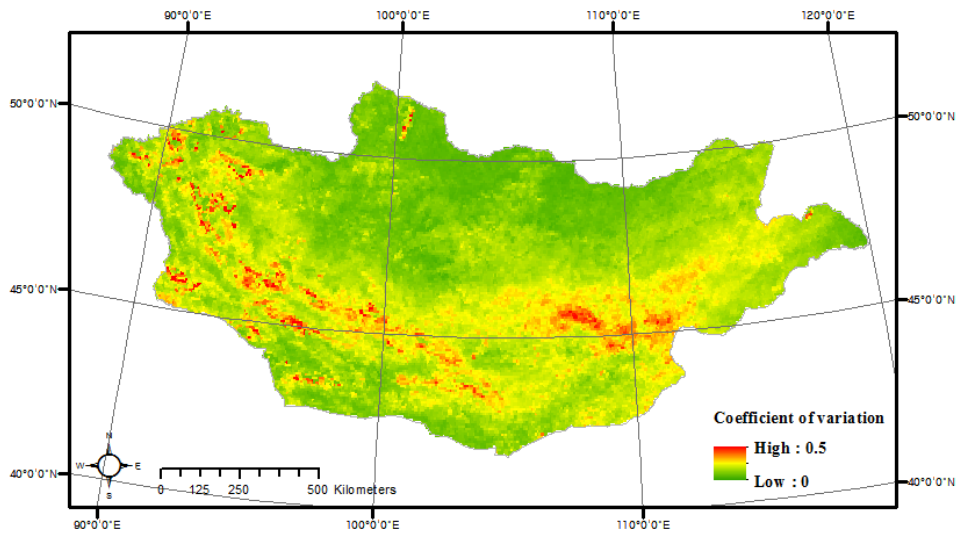 90°0'0"E 100°0'0"E 110°0'0"E 120°0'0"E
50°0'0"N 50°0'0"N
45°0'0"N 45°0'0"N
Coefficient of variation
High : 0.5
Low : 0
N
W E
S
0 125 250 500 Kilometers
40°0'0"N 40°0'0"N
90°0'0"E 100°0'0"E 110°0'0"E